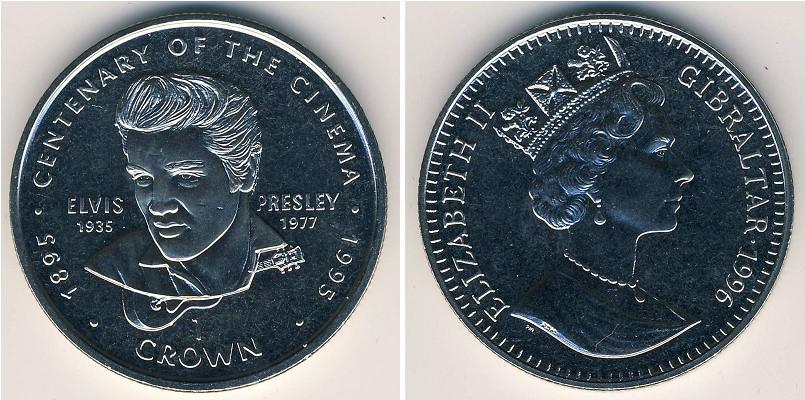 1895 • CENTENARY OF THE CINEMA • 1995
ELVIS PRESLEY
1935 1977
1
CROWN
ELIZABETH II
GIBRALTAR • 1996